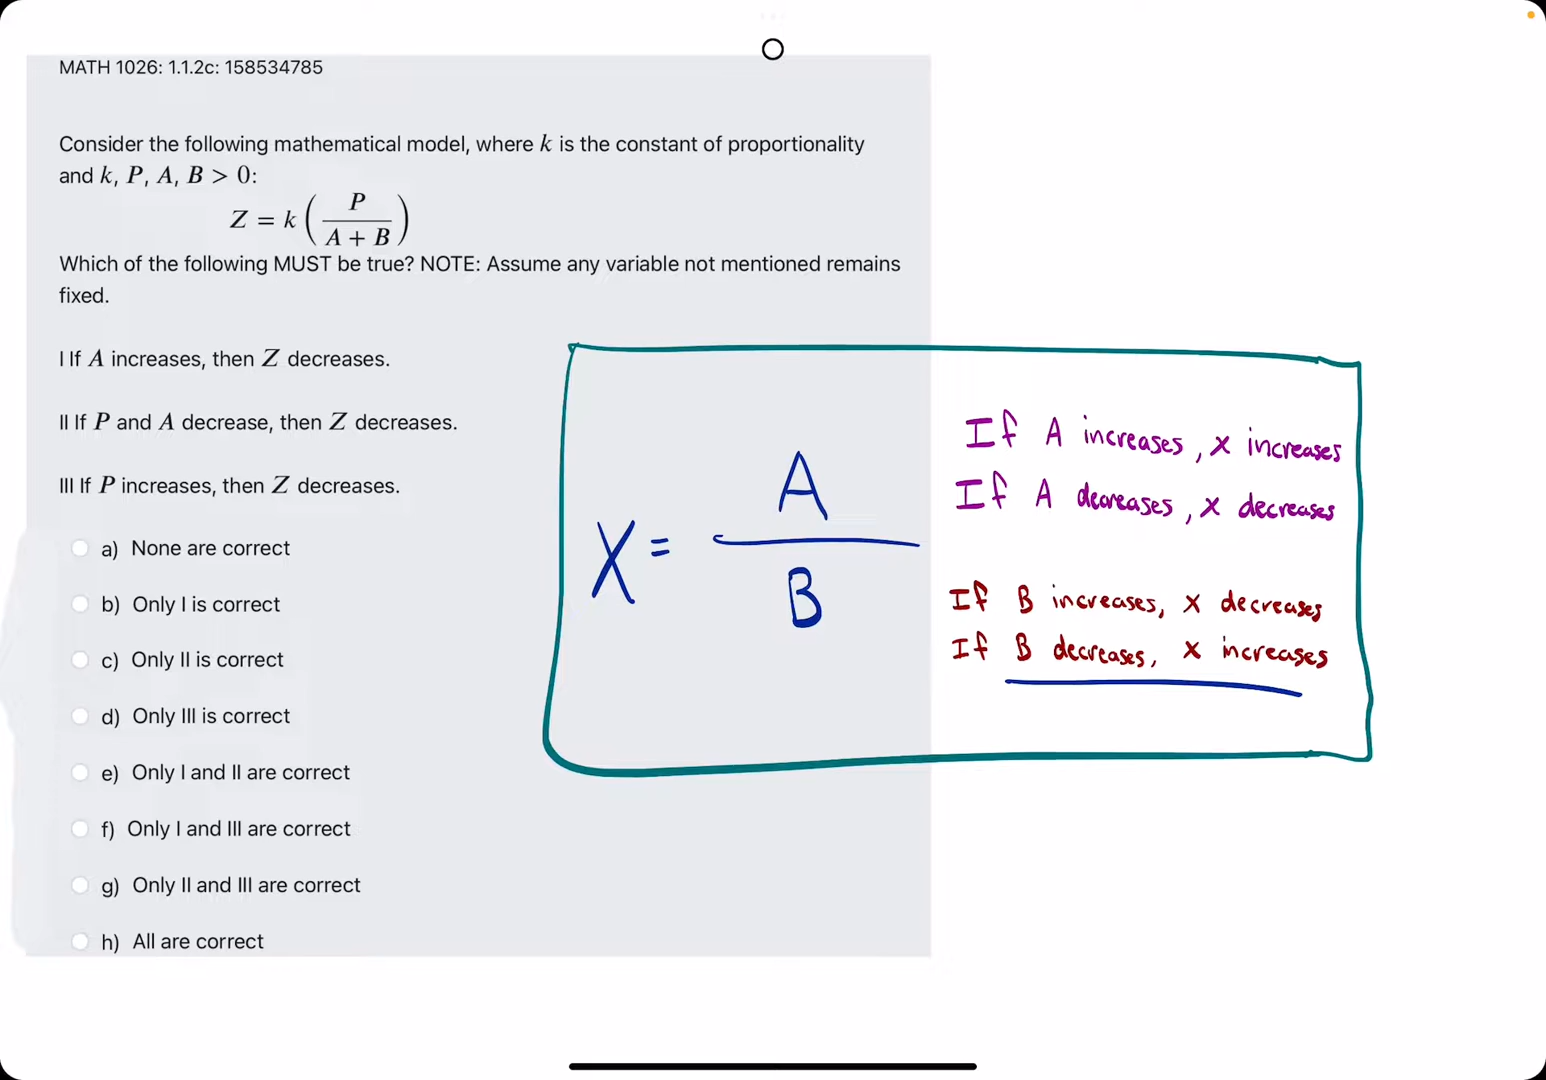 MATH 1026: 1.1.2c: 158534785
Consider the following mathematical model, where k is the constant of proportionality
and k, P, A, B > 0:
Z = k ( P / (A + B) )
Which of the following MUST be true? NOTE: Assume any variable not mentioned remains
fixed.
I If A increases, then Z decreases.
II If P and A decrease, then Z decreases.
III If P increases, then Z decreases.
a) None are correct
b) Only I is correct
c) Only II is correct
d) Only III is correct
e) Only I and II are correct
f) Only I and III are correct
g) Only II and III are correct
h) All are correct
X = A / B
If A increases, x increases
If A decreases, x decreases
If B increases, x decreases
If B decreases, x increases